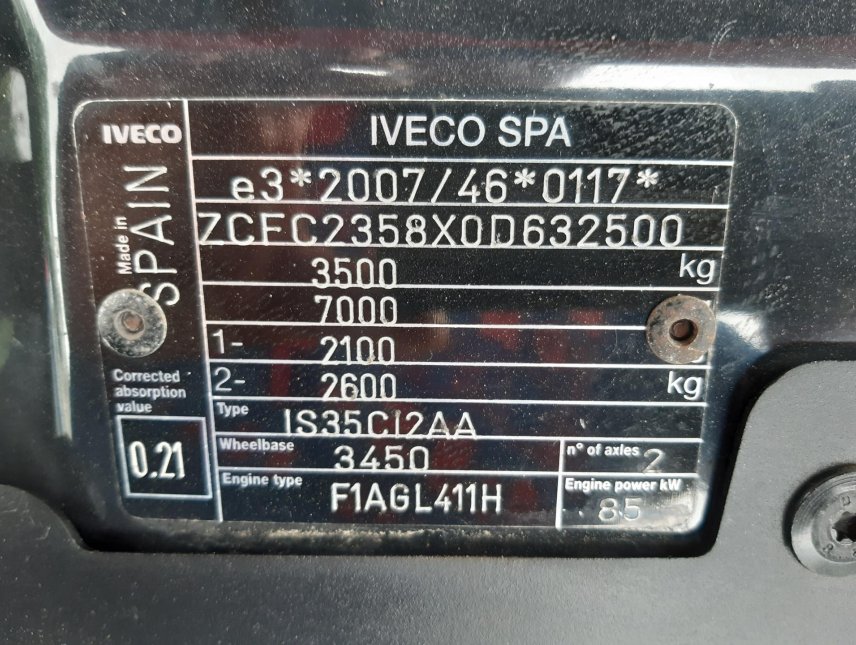 IVECO
IVECO SPA
Made in
SPAIN
e3*2007/46*0117*
ZCFC2358X0D632500
3500 kg
7000
1- 2100
2- 2600 kg
Corrected
absorption
value
0.21
Type IS35CI2AA
Wheelbase 3450
n° of axles 2
Engine type F1AGL411H
Engine power kW
85